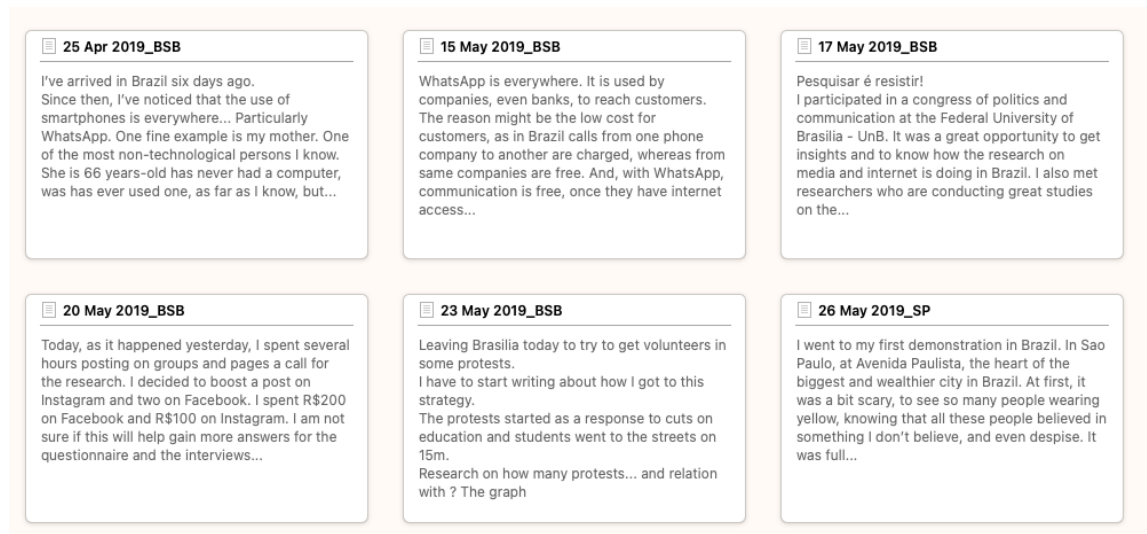 25 Apr 2019_BSB
I've arrived in Brazil six days ago.
Since then, I've noticed that the use of
smartphones is everywhere... Particularly
WhatsApp. One fine example is my mother. One
of the most non-technological persons I know.
She is 66 years-old has never had a computer,
was has ever used one, as far as I know, but...
15 May 2019_BSB
WhatsApp is everywhere. It is used by
companies, even banks, to reach customers.
The reason might be the low cost for
customers, as in Brazil calls from one phone
company to another are charged, whereas from
same companies are free. And, with WhatsApp,
communication is free, once they have internet
access...
17 May 2019_BSB
Pesquisar é resistir!
I participated in a congress of politics and
communication at the Federal University of
Brasilia - UnB. It was a great opportunity to get
insights and to know how the research on
media and internet is doing in Brazil. I also met
researchers who are conducting great studies
on the...
20 May 2019_BSB
Today, as it happened yesterday, I spent several
hours posting on groups and pages a call for
the research. I decided to boost a post on
Instagram and two on Facebook. I spent R$200
on Facebook and R$100 on Instagram. I am not
sure if this will help gain more answers for the
questionnaire and the interviews...
23 May 2019_BSB
Leaving Brasilia today to try to get volunteers in
some protests.
I have to start writing about how I got to this
strategy.
The protests started as a response to cuts on
education and students went to the streets on
15m.
Research on how many protests... and relation
with ? The graph
26 May 2019_SP
I went to my first demonstration in Brazil. In Sao
Paulo, at Avenida Paulista, the heart of the
biggest and wealthier city in Brazil. At first, it
was a bit scary, to see so many people wearing
yellow, knowing that all these people believed in
something I don't believe, and even despise. It
was full...